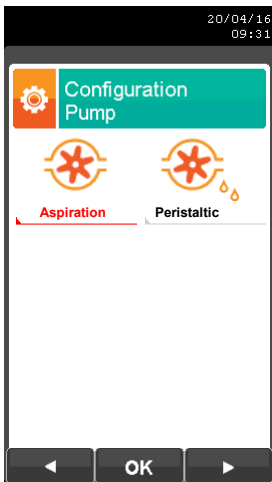 20/04/16
09:31
Configuration
Pump
Aspiration
Peristaltic
OK